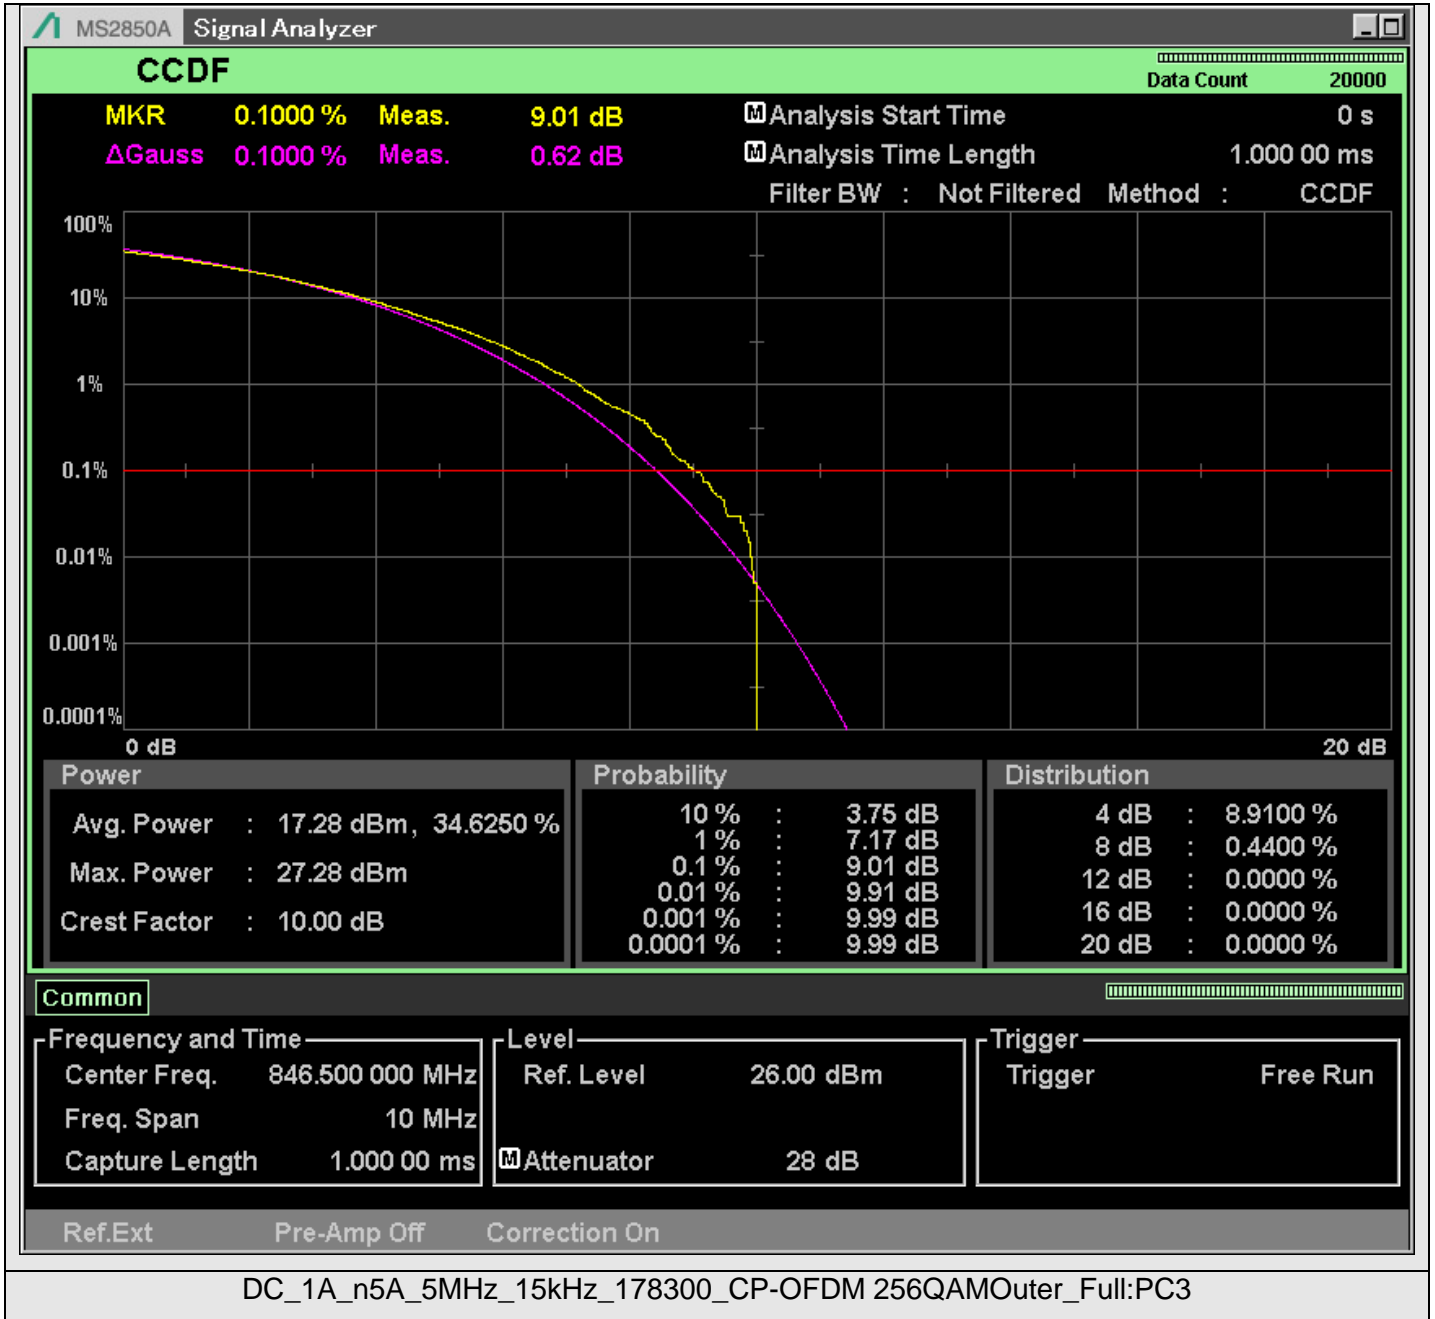 MS2850A Signal Analyzer
CCDF
Data Count 20000
MKR 0.1000 % Meas. 9.01 dB
ΔGauss 0.1000 % Meas. 0.62 dB
M Analysis Start Time 0 s
M Analysis Time Length 1.000 00 ms
Filter BW : Not Filtered Method : CCDF
100%
10%
1%
0.1%
0.01%
0.001%
0.0001%
0 dB 20 dB
Power
Avg. Power : 17.28 dBm, 34.6250 %
Max. Power : 27.28 dBm
Crest Factor : 10.00 dB
Probability
10 % : 3.75 dB
1 % : 7.17 dB
0.1 % : 9.01 dB
0.01 % : 9.91 dB
0.001 % : 9.99 dB
0.0001 % : 9.99 dB
Distribution
4 dB : 8.9100 %
8 dB : 0.4400 %
12 dB : 0.0000 %
16 dB : 0.0000 %
20 dB : 0.0000 %
Common
Frequency and Time
Center Freq. 846.500 000 MHz
Freq. Span 10 MHz
Capture Length 1.000 00 ms
Level
Ref. Level 26.00 dBm
M Attenuator 28 dB
Trigger
Trigger Free Run
Ref.Ext Pre-Amp Off Correction On
DC_1A_n5A_5MHz_15kHz_178300_CP-OFDM 256QAMOuter_Full:PC3